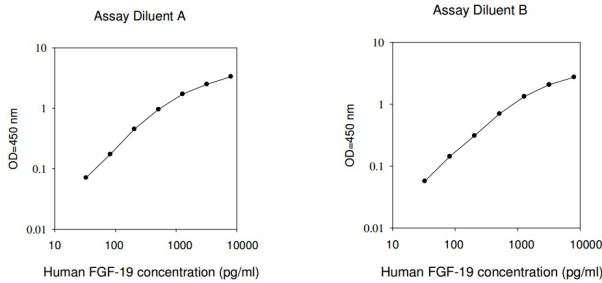 Assay Diluent A
10
1
0.1
0.01
OD=450 nm
10 100 1000 10000
Human FGF-19 concentration (pg/ml)
Assay Diluent B
10
1
0.1
0.01
OD=450 nm
10 100 1000 10000
Human FGF-19 concentration (pg/ml)